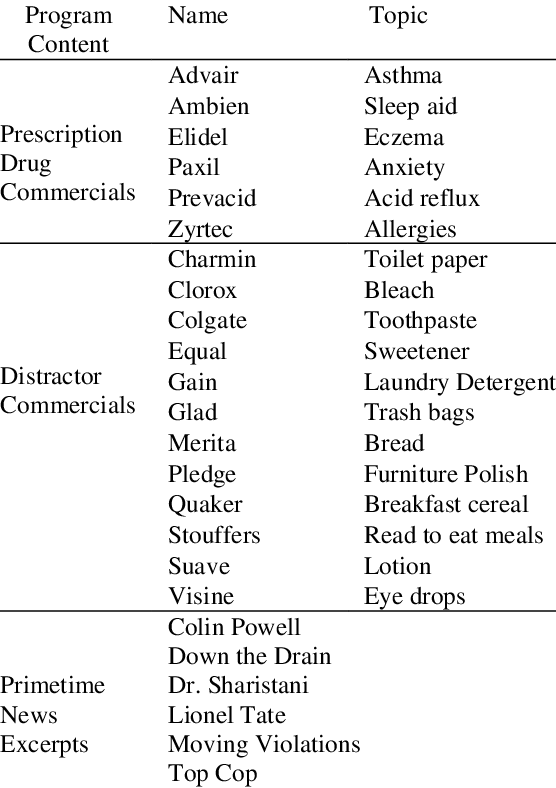 Program Content Name Topic
Prescription Drug Commercials
Advair Asthma
Ambien Sleep aid
Elidel Eczema
Paxil Anxiety
Prevacid Acid reflux
Zyrtec Allergies
Distractor Commercials
Charmin Toilet paper
Clorox Bleach
Colgate Toothpaste
Equal Sweetener
Gain Laundry Detergent
Glad Trash bags
Merita Bread
Pledge Furniture Polish
Quaker Breakfast cereal
Stouffers Read to eat meals
Suave Lotion
Visine Eye drops
Primetime News Excerpts
Colin Powell
Down the Drain
Dr. Sharistani
Lionel Tate
Moving Violations
Top Cop